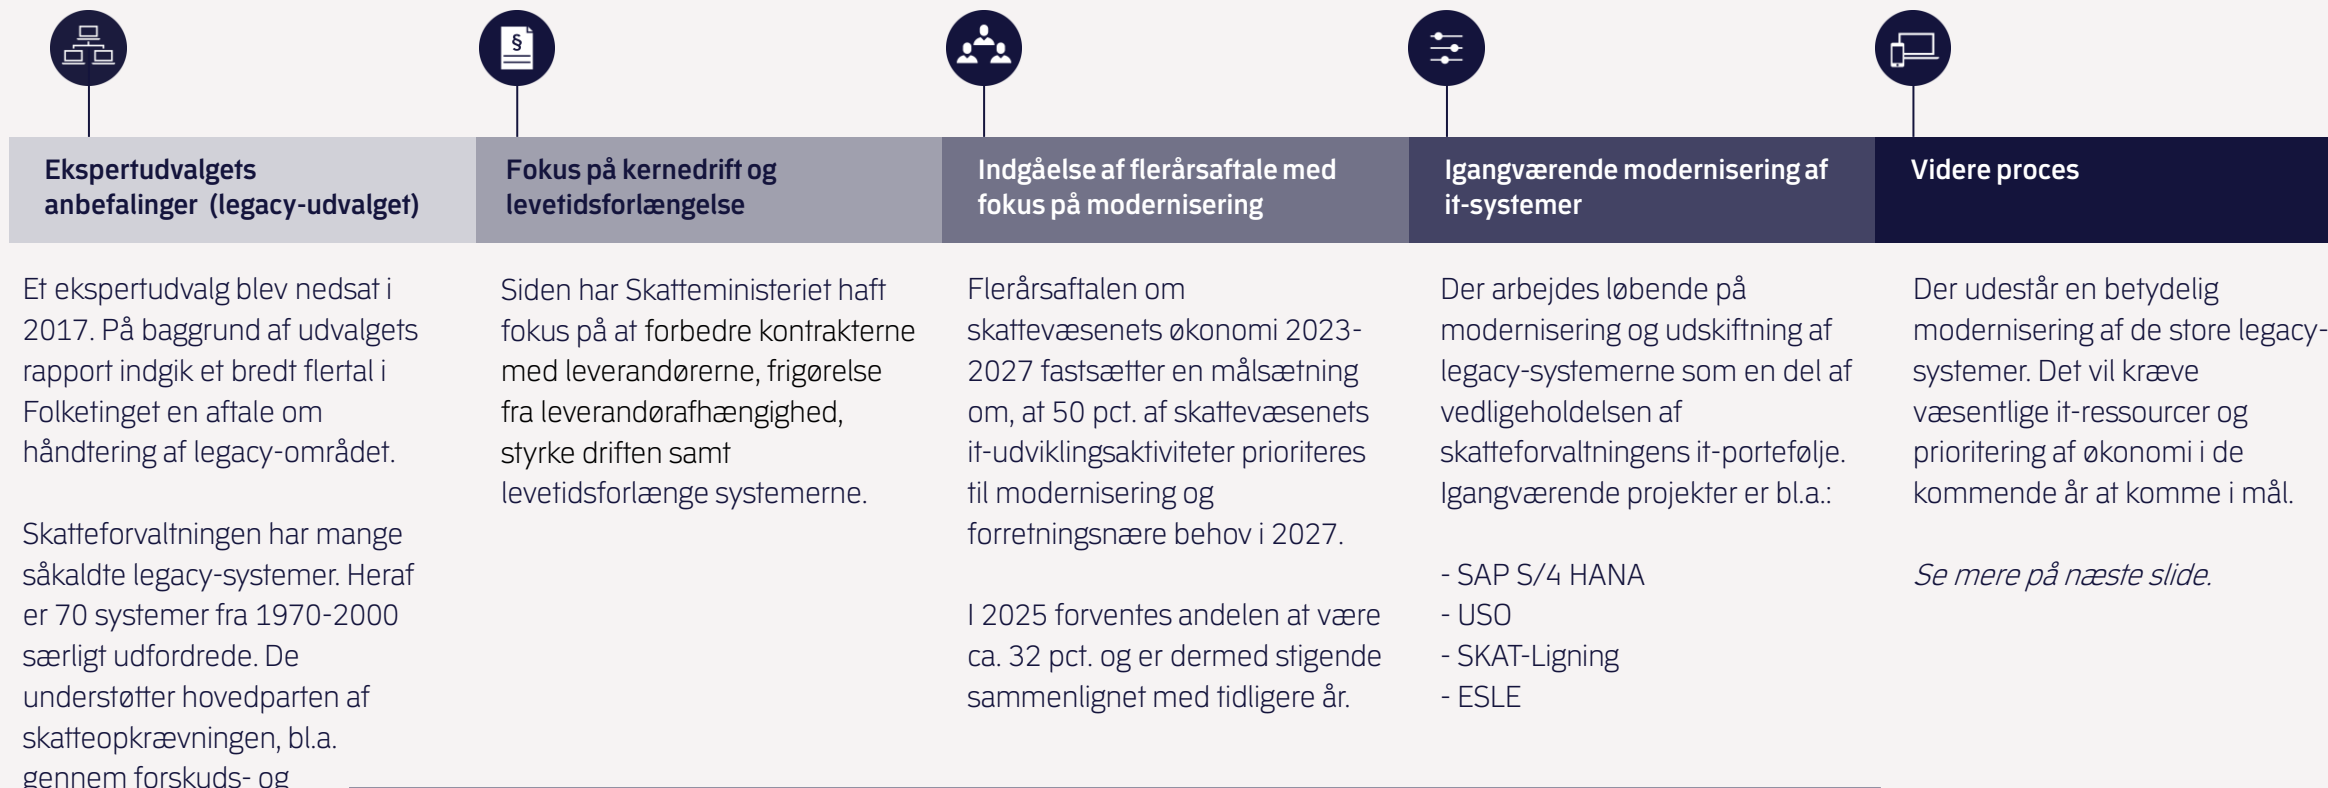 §
Ekspertudvalgets
anbefalinger (legacy-udvalget)
Et ekspertudvalg blev nedsat i
2017. På baggrund af udvalgets
rapport indgik et bredt flertal i
Folketinget en aftale om
håndtering af legacy-området.
Skatteforvaltningen har mange
såkaldte legacy-systemer. Heraf
er 70 systemer fra 1970-2000
særligt udfordrede. De
understøtter hovedparten af
skatteopkrævningen, bl.a.
gennem forskuds- og
Fokus på kernedrift og
levetidsforlængelse
Siden har Skatteministeriet haft
fokus på at forbedre kontrakterne
med leverandørerne, frigørelse
fra leverandørafhængighed,
styrke driften samt
levetidsforlænge systemerne.
Indgåelse af flerårsaftale med
fokus på modernisering
Flerårsaftalen om
skattevæsenets økonomi 2023-
2027 fastsætter en målsætning
om, at 50 pct. af skattevæsenets
it-udviklingsaktiviteter prioriteres
til modernisering og
forretningsnære behov i 2027.
I 2025 forventes andelen at være
ca. 32 pct. og er dermed stigende
sammenlignet med tidligere år.
Igangværende modernisering af
it-systemer
Der arbejdes løbende på
modernisering og udskiftning af
legacy-systemerne som en del af
vedligeholdelsen af
skatteforvaltningens it-portefølje.
Igangværende projekter er bl.a.:
- SAP S/4 HANA
- USO
- SKAT-Ligning
- ESLE
Videre proces
Der udestår en betydelig
modernisering af de store legacy-
systemer. Det vil kræve
væsentlige it-ressourcer og
prioritering af økonomi i de
kommende år at komme i mål.
Se mere på næste slide.